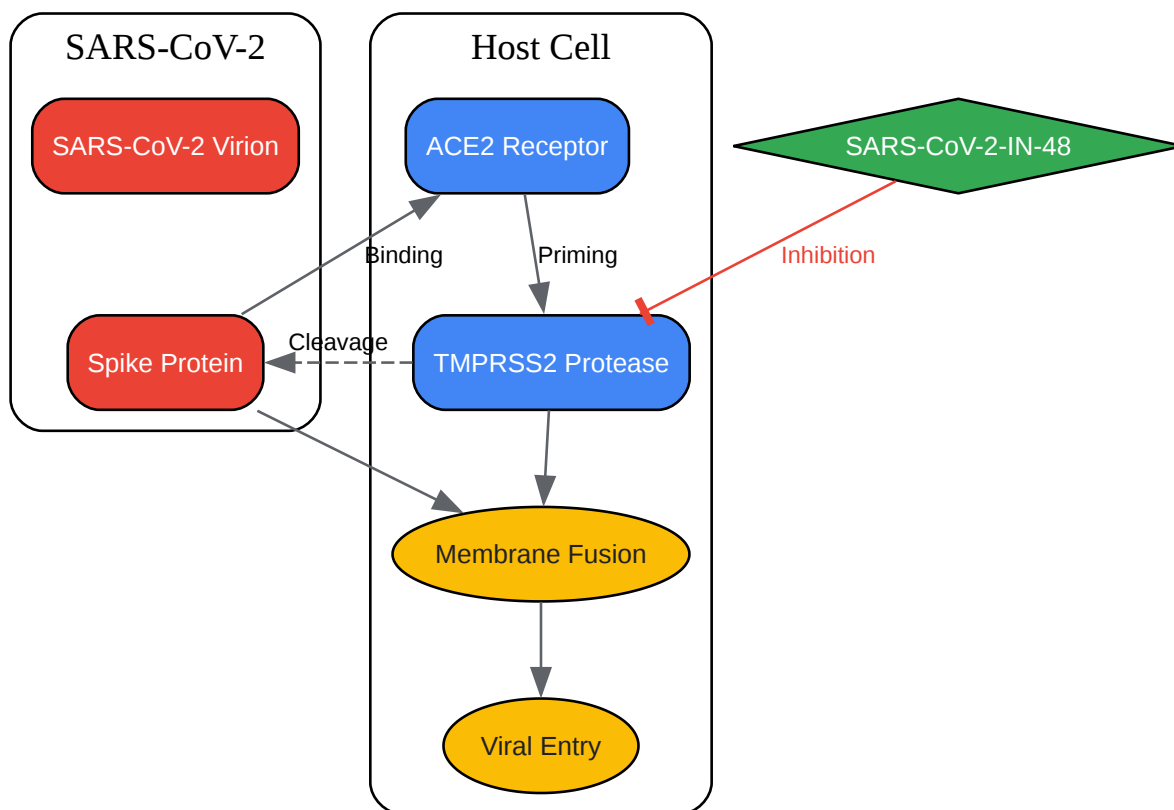 SARS-CoV-2
Host Cell
SARS-CoV-2 Virion
ACE2 Receptor
SARS-CoV-2-IN-48
Binding
Priming
Inhibition
Cleavage
Spike Protein
TMPRSS2 Protease
Membrane Fusion
Viral Entry